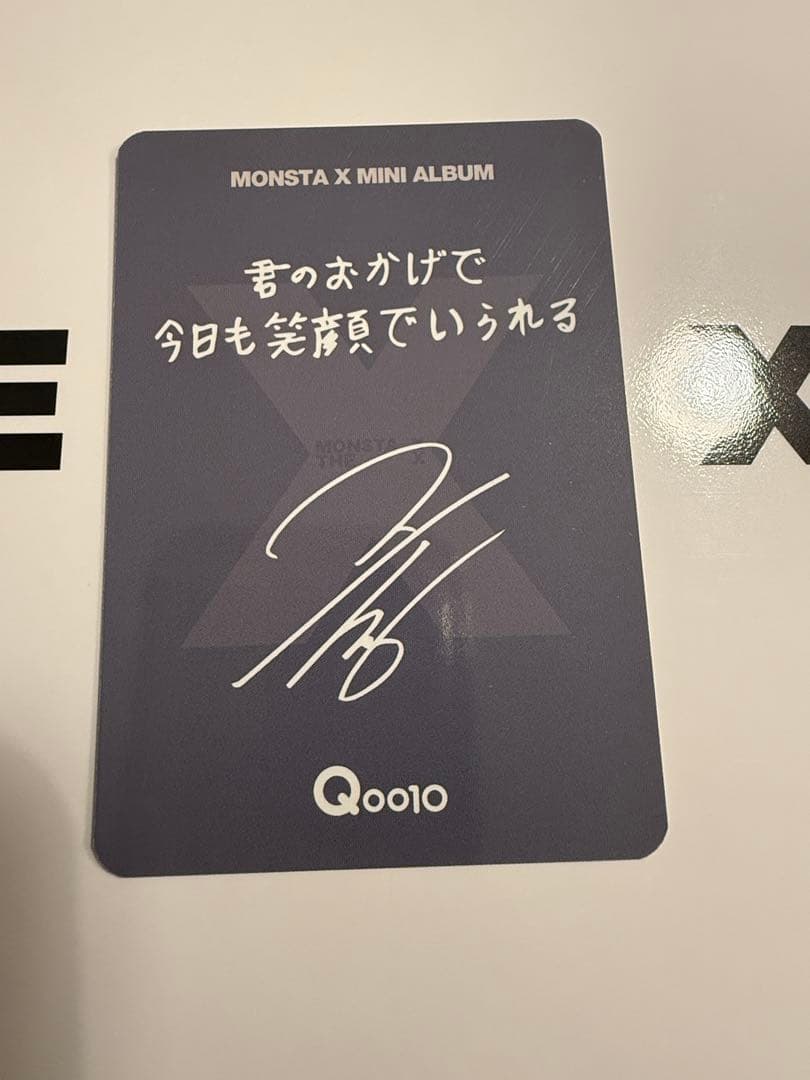 MONSTA X MINI ALBUM
君のおかげで
今日も笑顔でいられる
MONSTA X
THE X
E
X
Qoo10